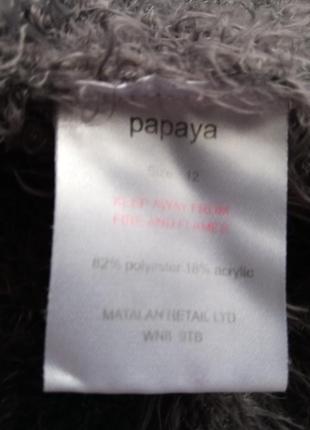 papaya
Size 12
KEEP AWAY FROM
FIRE AND FLAMES
82% polyester 18% acrylic
MATALAN RETAIL LTD
WN8 9TB